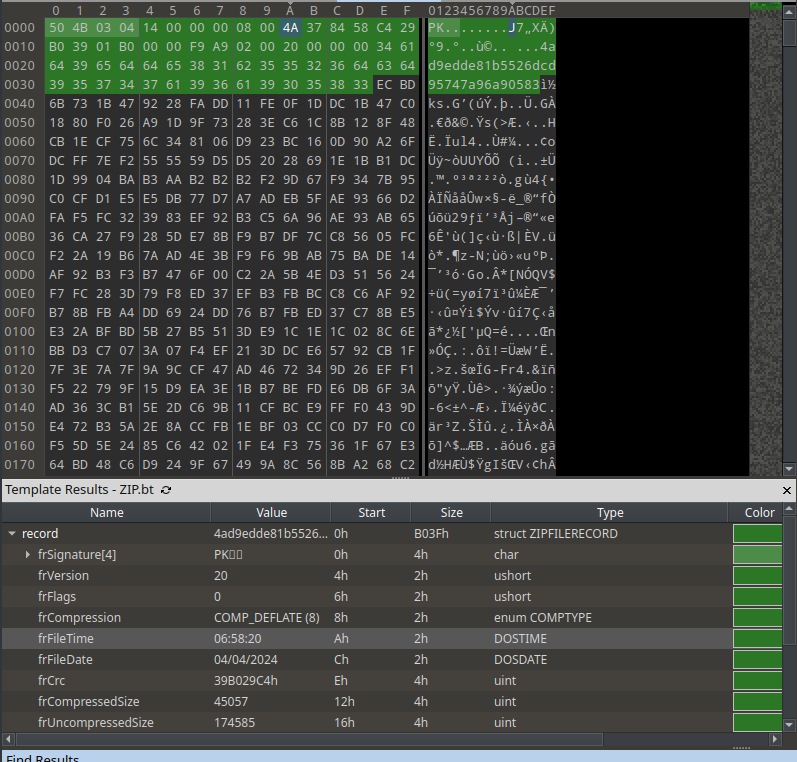 0 1 2 3 4 5 6 7 8 9 A B C D E F 0123456789ABCDEF
0000 50 4B 03 04 14 00 00 00 08 00 4A 37 84 58 C4 29 PK........J7„XÄ)
0010 B0 39 01 B0 00 00 F9 A9 02 00 20 00 00 00 34 61 °9.°..ù©.. ...4a
0020 64 39 65 64 64 65 38 31 62 35 35 32 36 64 63 64 d9edde81b5526dcd
0030 39 35 37 34 37 61 39 36 61 39 30 35 38 33 EC BD 95747a96a90583ì½
0040 6B 73 1B 47 92 28 FA DD 11 FE 0F 1D DC 1B 47 C0 ks.G’(úÝ.þ..Ü.GÀ
0050 18 80 F0 26 A9 1D 9F 73 28 3E C6 1C 8B 12 8F 48 .€ð&©.Ÿs(>Æ.‹..H
0060 CB 1E CF 75 6C 34 81 06 D9 23 BC 16 0D 90 A2 6F Ë.Ïul4..Ù#¼...¢o
0070 DC FF 7E F2 55 55 59 D5 D5 20 28 69 1E 1B B1 DC Üÿ~òUUYÕÕ (i..±Ü
0080 1D 99 04 BA B3 AA B2 B2 B2 F2 9D 67 F9 34 7B 95 .™.º³ª²²²ò.gù4{•
0090 C0 CF D1 E5 E5 DB 77 D7 A7 AD EB 5F AE 93 66 D2 ÀÏÑååÛw×§-ë_®“fÒ
00A0 FA F5 FC 32 39 83 EF 92 B3 C5 6A 96 AE 93 AB 65 úõü29ƒï’³Åj–®“«e
00B0 36 CA 27 F9 28 5D E7 8B F9 B7 DF 7C C8 56 05 FC 6Ê'ù(]ç‹ù·ß|ÈV.ü
00C0 F2 2A 19 B6 7A AD 4E 3B F9 F6 9B AB 75 BA DE 14 ò*.¶z-N;ùö›«uºÞ.
00D0 AF 92 B3 F3 B7 47 6F 00 C2 2A 5B 4E D3 51 56 24 ¯’³ó·Go.Â*[NÓQV$
00E0 F7 FC 28 3D 79 F8 ED 37 EF B3 FB BC C8 C6 AF 92 ÷ü(=yøí7ï³û¼ÈÆ¯’
00F0 B7 8B FB A4 DD 69 24 DD 76 B7 FB ED 37 C7 8B E5 ·‹û¤Ýi$Ýv·ûí7Ç‹å
0100 E3 2A BF BD 5B 27 B5 51 3D E9 1C 1E 1C 02 8C 6E ã*¿½['µQ=é....Œn
0110 BB D3 C7 07 3A 07 F4 EF 21 3D DC E6 57 92 CB 1F »ÓÇ.:.ôï!=ÜæW’Ë.
0120 7F 3E 7A 7F 9A 9C CF 47 AD 46 72 34 9D 26 EF F1 .>z.šœÏG-Fr4.&ïñ
0130 F5 22 79 9F 15 D9 EA 3E 1B B7 BE FD E6 DB 6F 3A õ"yŸ.Ùê>.·¾ýæÛo:
0140 AD 36 3C B1 5E 2D C6 9B 11 CF BC E9 FF F0 43 9D -6<±^-Æ›.Ï¼éÿðC.
0150 E4 72 B3 5A 2E 8A CC FB 1E BF 03 CC C0 D7 F0 C0 är³Z.ŠÌû.¿.ÌÀ×ðÀ
0160 F5 5D 5E 24 85 C6 42 02 1F E4 F3 75 36 1F 67 E3 õ]^$…ÆB..äóu6.gã
0170 64 BD 48 C6 D9 24 9F 67 49 9A 8C 56 8B A2 68 C2 d½HÆÙ$ŸgIšŒV‹¢hÂ
Template Results - ZIP.bt
Name Value Start Size Type Color
record 4ad9edde81b5526... 0h B03Fh struct ZIPFILERECORD
frSignature[4] PK 0h 4h char
frVersion 20 4h 2h ushort
frFlags 0 6h 2h ushort
frCompression COMP_DEFLATE (8) 8h 2h enum COMPTYPE
frFileTime 06:58:20 Ah 2h DOSTIME
frFileDate 04/04/2024 Ch 2h DOSDATE
frCrc 39B029C4h Eh 4h uint
frCompressedSize 45057 12h 4h uint
frUncompressedSize 174585 16h 4h uint
Find Results